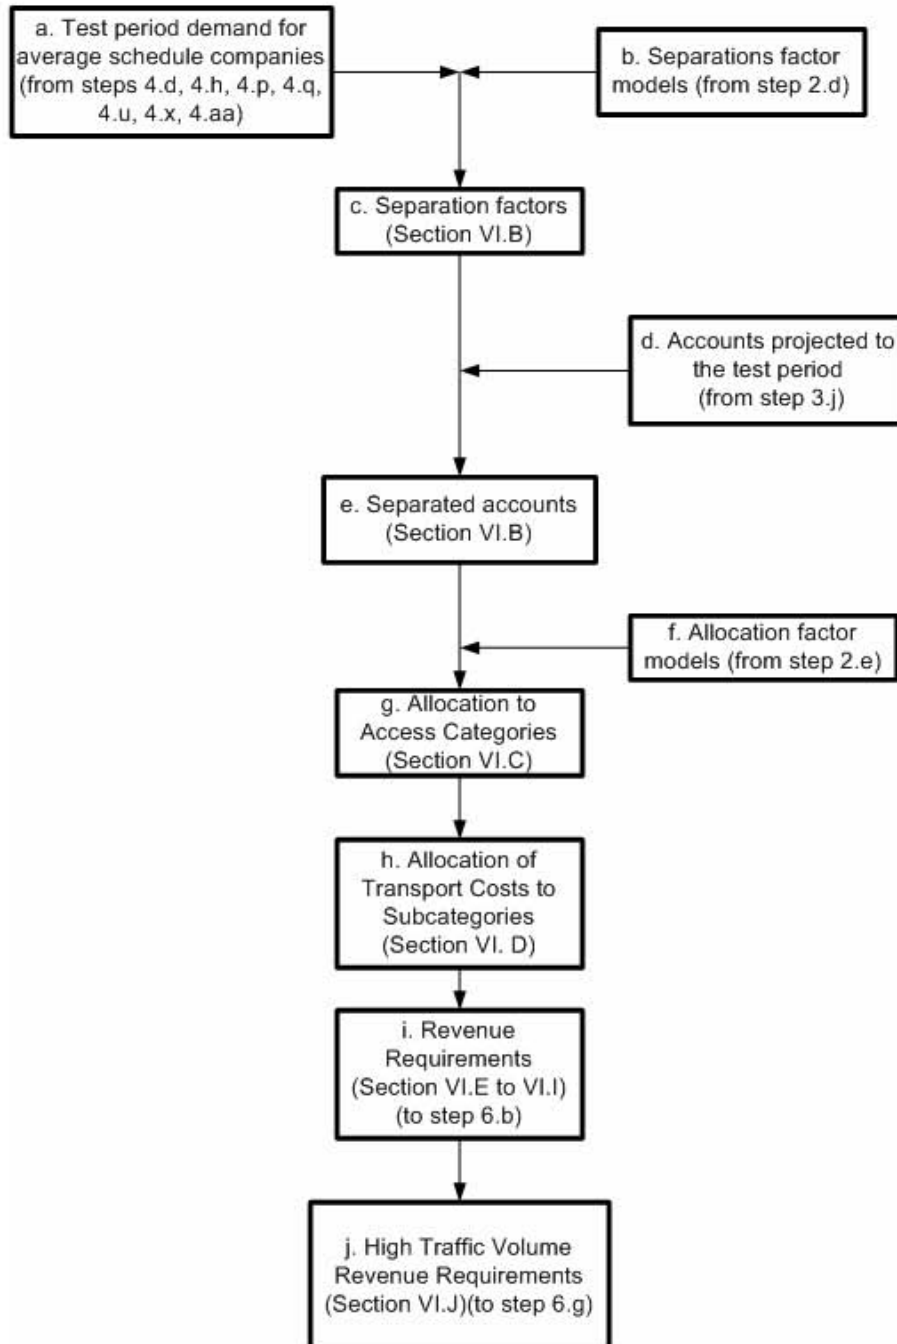 a. Test period demand for
average schedule companies
(from steps 4.d, 4.h, 4.p, 4.q,
4.u, 4.x, 4.aa)
b. Separations factor
models (from step 2.d)
c. Separation factors
(Section VI.B)
d. Accounts projected to
the test period
(from step 3.j)
e. Separated accounts
(Section VI.B)
f. Allocation factor
models (from step 2.e)
g. Allocation to
Access Categories
(Section VI.C)
h. Allocation of
Transport Costs to
Subcategories
(Section VI. D)
i. Revenue
Requirements
(Section VI.E to VI.I)
(to step 6.b)
j. High Traffic Volume
Revenue Requirements
(Section VI.J)(to step 6.g)